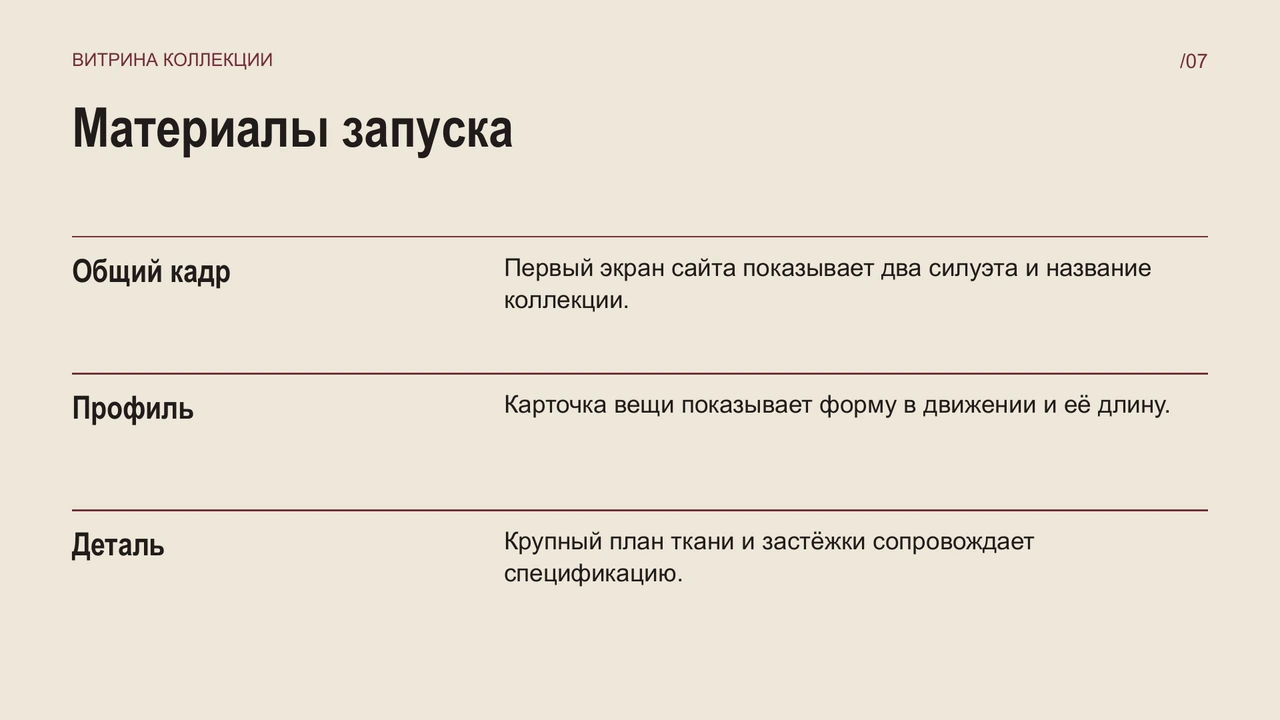 ВИТРИНА КОЛЛЕКЦИИ
/07
Материалы запуска
Общий кадр
Первый экран сайта показывает два силуэта и название
коллекции.
Профиль
Карточка вещи показывает форму в движении и её длину.
Деталь
Крупный план ткани и застёжки сопровождает
спецификацию.